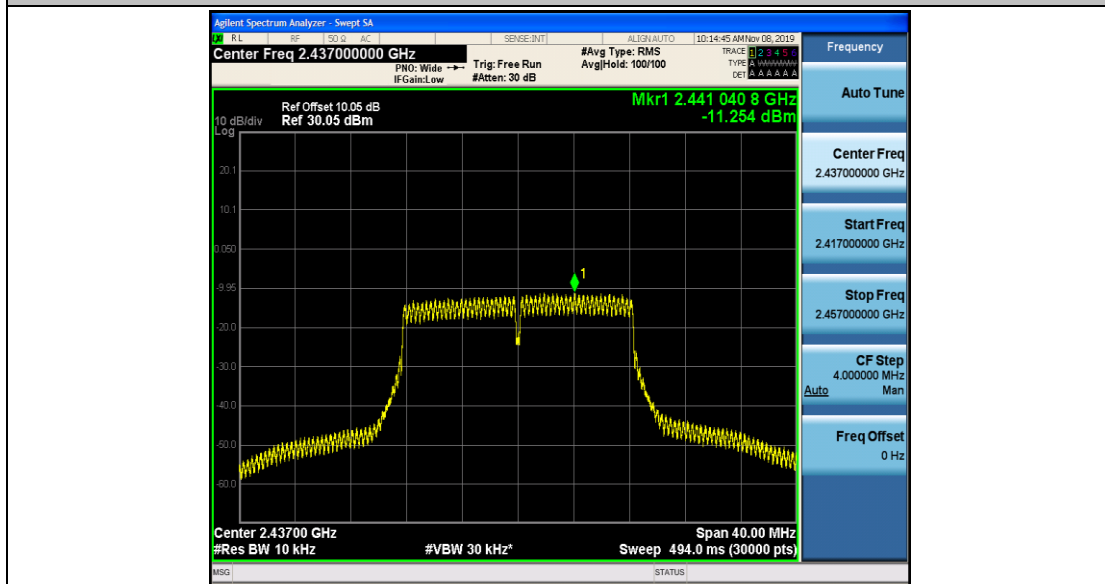 Agilent Spectrum Analyzer - Swept SA
RL RF 50 Ω AC SENSE:INT ALIGN AUTO 10:14:45 AM Nov 08, 2019
Center Freq 2.437000000 GHz
PNO: Wide
IFGain:Low
Trig: Free Run
#Atten: 30 dB
#Avg Type: RMS
Avg|Hold: 100/100
TRACE 1 2 3 4 5 6
TYPE A WWWWW
DET A A A A A A
Mkr1 2.441 040 8 GHz
-11.254 dBm
Ref Offset 10.05 dB
10 dB/div Ref 30.05 dBm
Log
20.1
10.1
0.050
-9.95
-20.0
-30.0
-40.0
-50.0
-60.0
1
Center 2.43700 GHz Span 40.00 MHz
#Res BW 10 kHz #VBW 30 kHz* Sweep 494.0 ms (30000 pts)
MSG STATUS
Frequency
Auto Tune
Center Freq
2.437000000 GHz
Start Freq
2.417000000 GHz
Stop Freq
2.457000000 GHz
CF Step
4.000000 MHz
Auto Man
Freq Offset
0 Hz